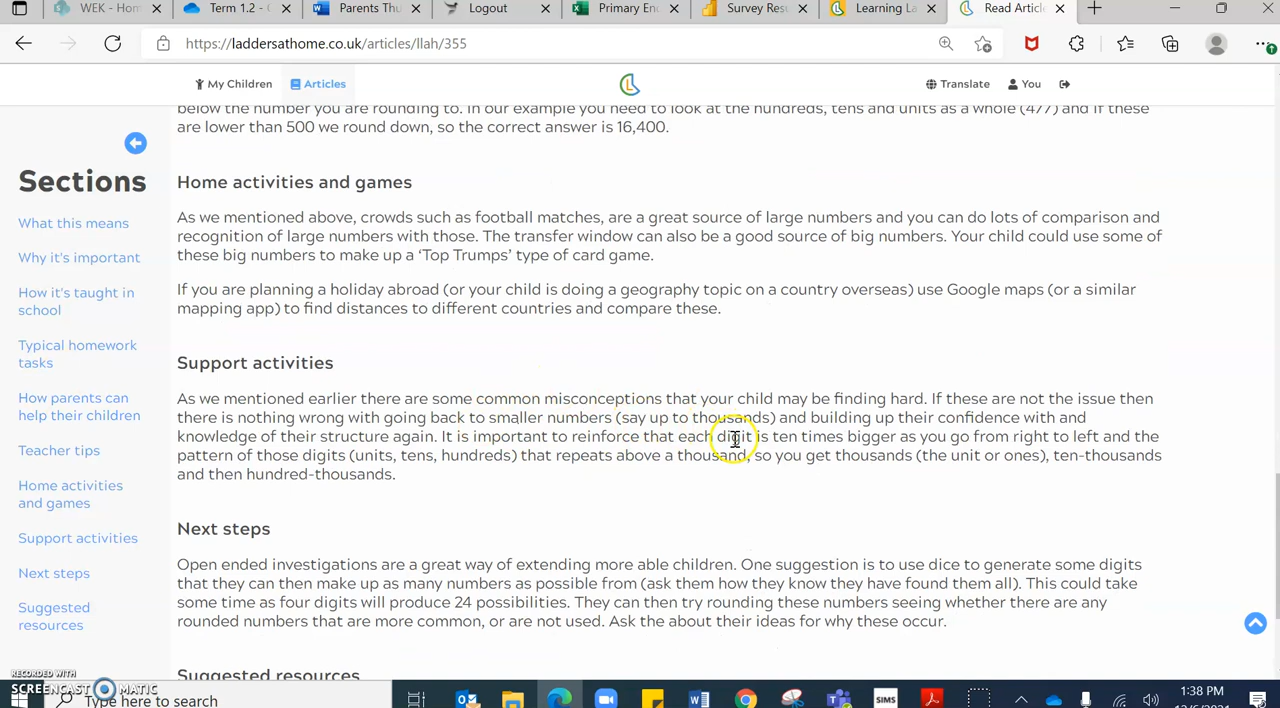 WEK - Hom
Term 1.2 - C
Parents Thu
Logout
Primary En
Survey Resu
Learning La
Read Articl
https://laddersathome.co.uk/articles/llah/355
My Children
Articles
Translate
You
below the number you are rounding to. In our example you need to look at the hundreds, tens and units as a whole (477) and if these
are lower than 500 we round down, so the correct answer is 16,400.
Sections
What this means
Why it's important
How it's taught in
school
Typical homework
tasks
How parents can
help their children
Teacher tips
Home activities
and games
Support activities
Next steps
Suggested
resources
Home activities and games
As we mentioned above, crowds such as football matches, are a great source of large numbers and you can do lots of comparison and
recognition of large numbers with those. The transfer window can also be a good source of big numbers. Your child could use some of
these big numbers to make up a ‘Top Trumps’ type of card game.
If you are planning a holiday abroad (or your child is doing a geography topic on a country overseas) use Google maps (or a similar
mapping app) to find distances to different countries and compare these.
Support activities
As we mentioned earlier there are some common misconceptions that your child may be finding hard. If these are not the issue then
there is nothing wrong with going back to smaller numbers (say up to thousands) and building up their confidence with and
knowledge of their structure again. It is important to reinforce that each digit is ten times bigger as you go from right to left and the
pattern of those digits (units, tens, hundreds) that repeats above a thousand, so you get thousands (the unit or ones), ten-thousands
and then hundred-thousands.
Next steps
Open ended investigations are a great way of extending more able children. One suggestion is to use dice to generate some digits
that they can then make up as many numbers as possible from (ask them how they know they have found them all). This could take
some time as four digits will produce 24 possibilities. They can then try rounding these numbers seeing whether there are any
rounded numbers that are more common, or are not used. Ask the about their ideas for why these occur.
Suggested resources
RECORDED WITH
SCREENCAST MATIC
Type here to search
SIMS
1:38 PM